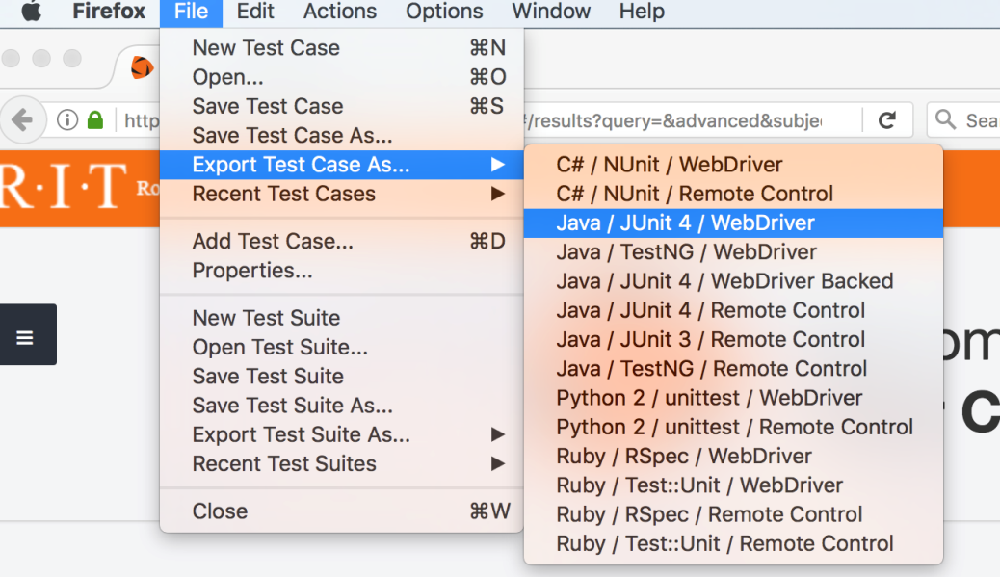 Firefox File Edit Actions Options Window Help
New Test Case ⌘N
Open... ⌘O
Save Test Case ⌘S
Save Test Case As...
Export Test Case As... ▶
Recent Test Cases ▶
Add Test Case... ⌘D
Properties...
New Test Suite
Open Test Suite...
Save Test Suite
Save Test Suite As...
Export Test Suite As... ▶
Recent Test Suites ▶
Close ⌘W
http
/results?query=&advanced&subje
Sea
R·I·T Ro
C# / NUnit / WebDriver
C# / NUnit / Remote Control
Java / JUnit 4 / WebDriver
Java / TestNG / WebDriver
Java / JUnit 4 / WebDriver Backed
Java / JUnit 4 / Remote Control
Java / JUnit 3 / Remote Control
Java / TestNG / Remote Control
Python 2 / unittest / WebDriver
Python 2 / unittest / Remote Control
Ruby / RSpec / WebDriver
Ruby / Test::Unit / WebDriver
Ruby / RSpec / Remote Control
Ruby / Test::Unit / Remote Control